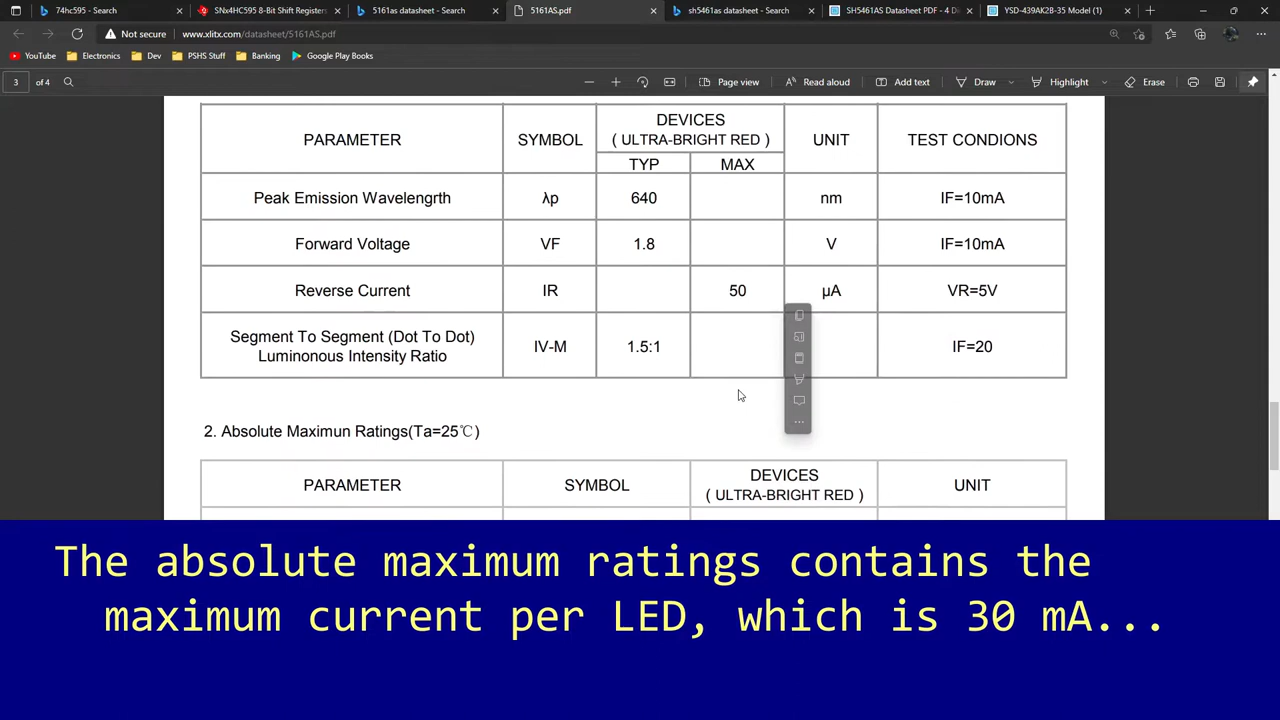 74hc595 - Search
SNx4HC595 8-Bit Shift Registers
5161as datasheet - Search
5161AS.pdf
sh5461as datasheet - Search
SH5461AS Datasheet PDF - 4 Di
YSD-439AK2B-35 Model (1)
Not secure
www.xlitx.com/datasheet/5161AS.pdf
YouTube
Electronics
Dev
PSHS Stuff
Banking
Google Play Books
3
of 4
Page view
Read aloud
Add text
Draw
Highlight
Erase
PARAMETER
SYMBOL
DEVICES
( ULTRA-BRIGHT RED )
UNIT
TEST CONDIONS
TYP
MAX
Peak Emission Wavelengrth
λp
640
nm
IF=10mA
Forward Voltage
VF
1.8
V
IF=10mA
Reverse Current
IR
50
μA
VR=5V
Segment To Segment (Dot To Dot)
Luminonous Intensity Ratio
IV-M
1.5:1
IF=20
2. Absolute Maximun Ratings(Ta=25℃)
PARAMETER
SYMBOL
DEVICES
( ULTRA-BRIGHT RED )
UNIT
The absolute maximum ratings contains the
maximum current per LED, which is 30 mA...